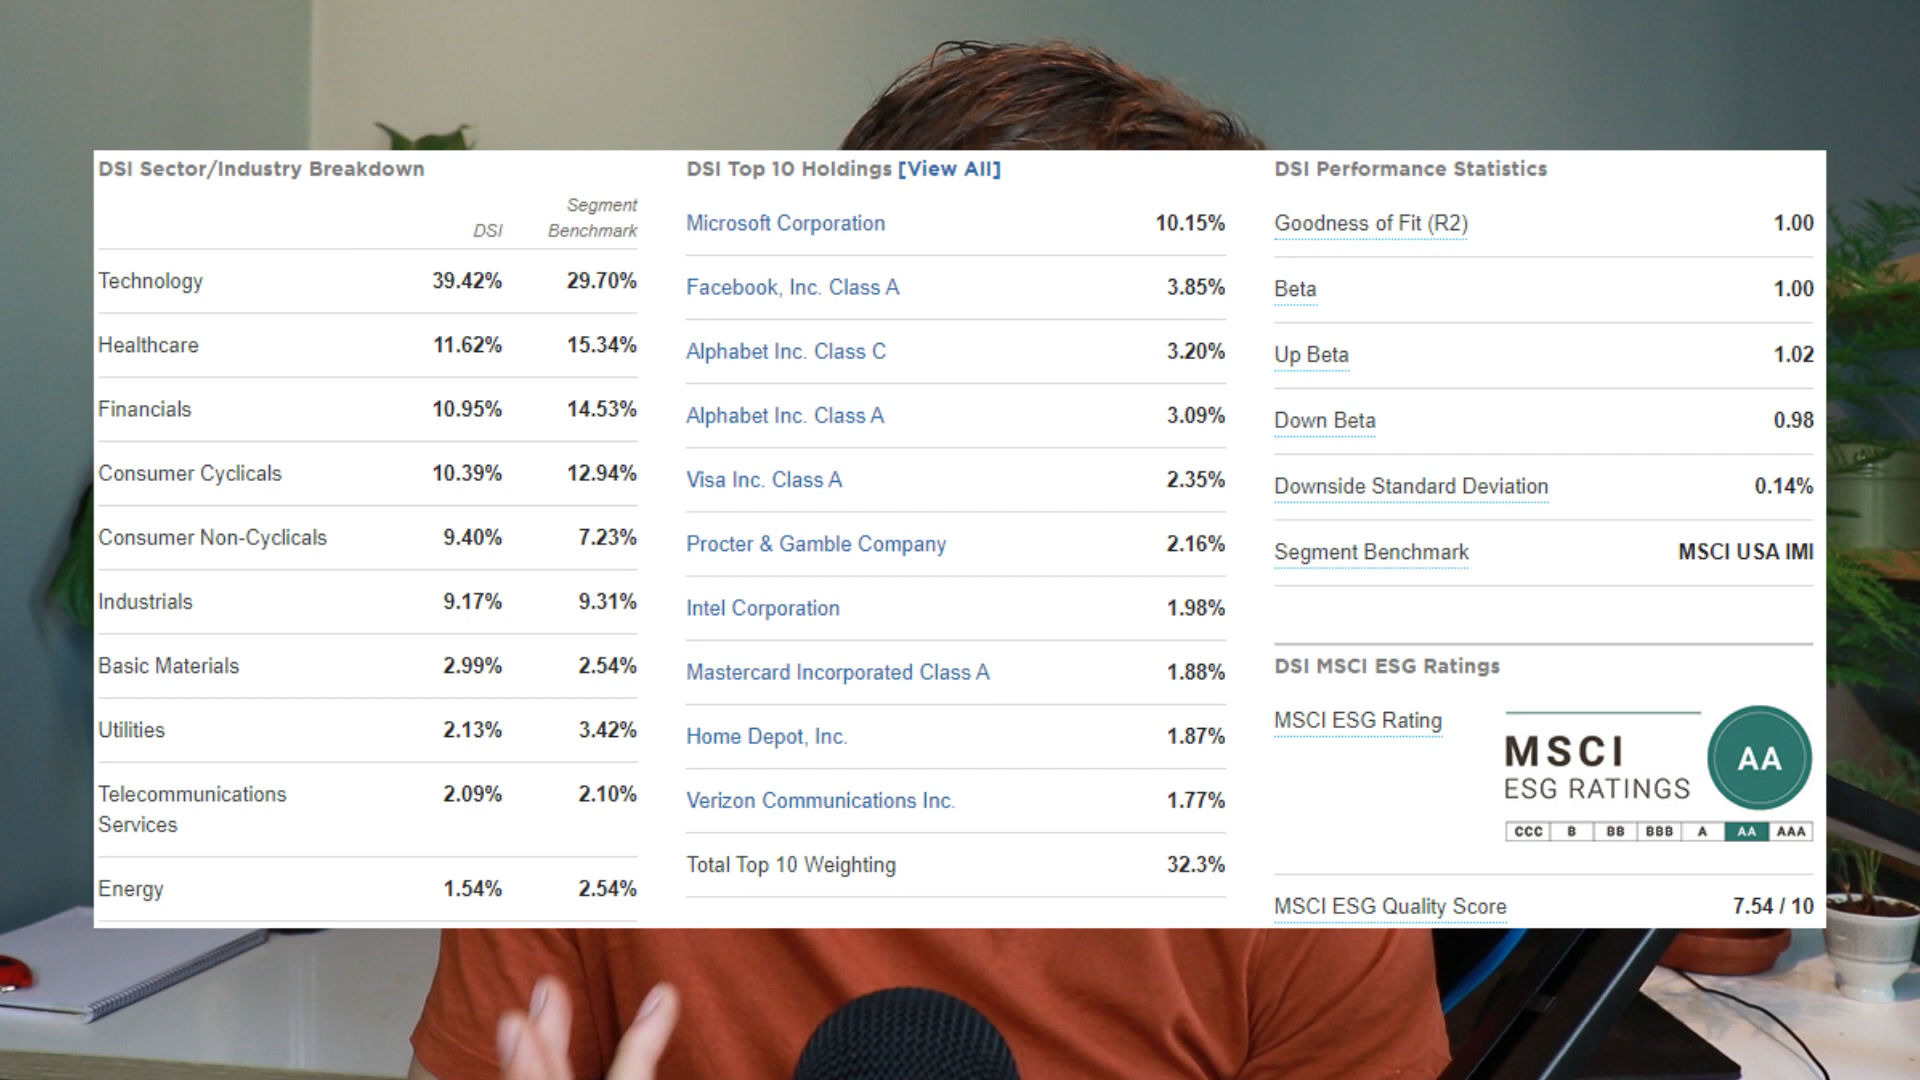 DSI Sector/Industry Breakdown
DSI Segment Benchmark
Technology 39.42% 29.70%
Healthcare 11.62% 15.34%
Financials 10.95% 14.53%
Consumer Cyclicals 10.39% 12.94%
Consumer Non-Cyclicals 9.40% 7.23%
Industrials 9.17% 9.31%
Basic Materials 2.99% 2.54%
Utilities 2.13% 3.42%
Telecommunications Services 2.09% 2.10%
Energy 1.54% 2.54%
DSI Top 10 Holdings [View All]
Microsoft Corporation 10.15%
Facebook, Inc. Class A 3.85%
Alphabet Inc. Class C 3.20%
Alphabet Inc. Class A 3.09%
Visa Inc. Class A 2.35%
Procter & Gamble Company 2.16%
Intel Corporation 1.98%
Mastercard Incorporated Class A 1.88%
Home Depot, Inc. 1.87%
Verizon Communications Inc. 1.77%
Total Top 10 Weighting 32.3%
DSI Performance Statistics
Goodness of Fit (R2) 1.00
Beta 1.00
Up Beta 1.02
Down Beta 0.98
Downside Standard Deviation 0.14%
Segment Benchmark MSCI USA IMI
DSI MSCI ESG Ratings
MSCI ESG Rating
MSCI
ESG RATINGS
AA
CCC B BB BBB A AA AAA
MSCI ESG Quality Score 7.54 / 10